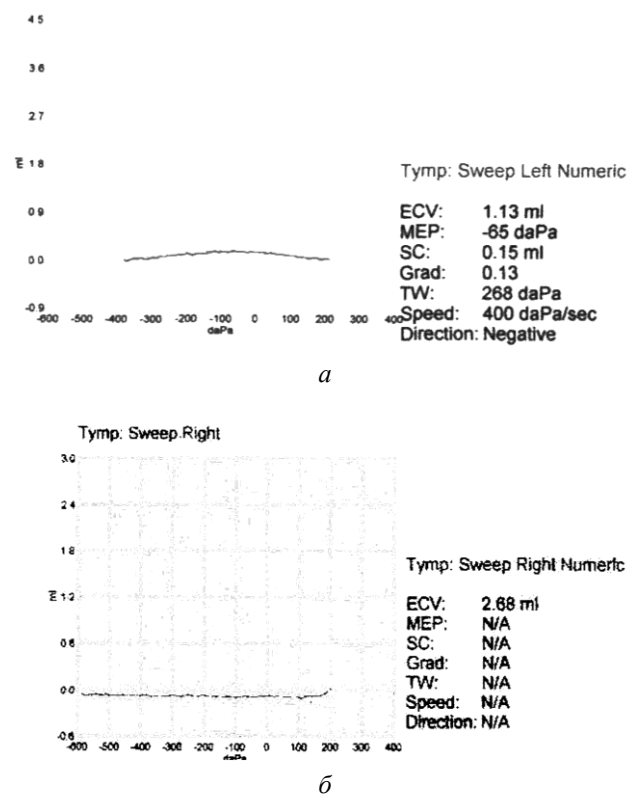 4 5
3 6
2 7
ml 1 8
0 9
0 0
-0.9
-600 -500 -400 -300 -200 -100 0 100 200 300 400
daPa
Tymp: Sweep Left Numeric
ECV: 1.13 ml
MEP: -65 daPa
SC: 0.15 ml
Grad: 0.13
TW: 268 daPa
Speed: 400 daPa/sec
Direction: Negative
а
Tymp: Sweep.Right
3.0
2 4
1 8
ml 1 2
0 6
0 0
-0.6
-600 -500 -400 -300 -200 -100 0 100 200 300 400
daPa
Tymp: Sweep Right Numeric
ECV: 2.68 ml
MEP: N/A
SC: N/A
Grad: N/A
TW: N/A
Speed: N/A
Direction: N/A
б